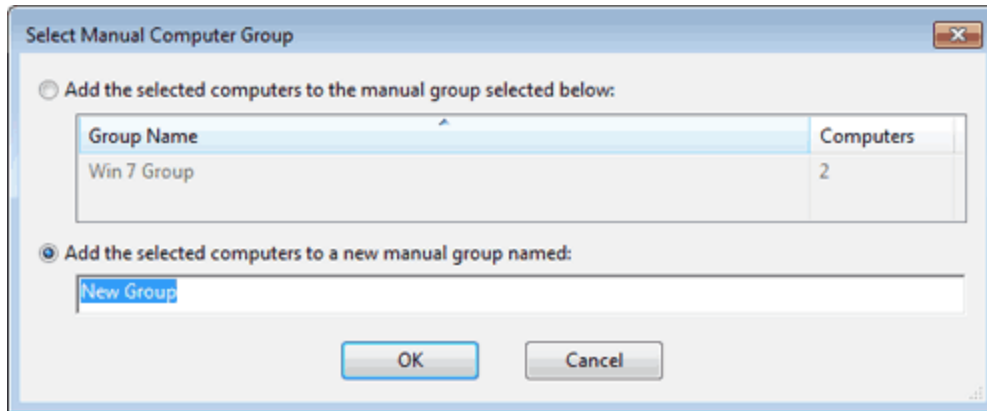 Select Manual Computer Group
Add the selected computers to the manual group selected below:
Group Name Computers
Win 7 Group 2
Add the selected computers to a new manual group named:
New Group
OK Cancel